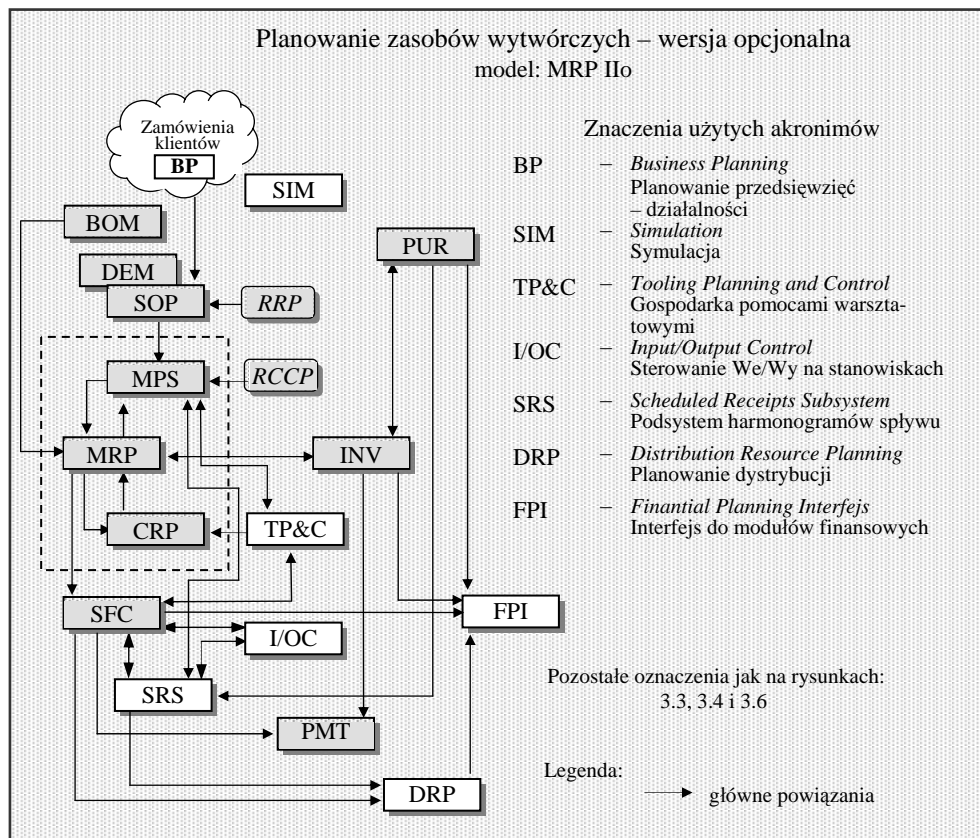 Planowanie zasobów wytwórczych – wersja opcjonalna
model: MRP IIo
Zamówienia
klientów
BP
SIM
BOM
PUR
DEM
SOP
RRP
MPS
RCCP
MRP
INV
CRP
TP&C
SFC
FPI
I/OC
SRS
PMT
DRP
Znaczenia użytych akronimów
BP – Business Planning
Planowanie przedsięwzięć
– działalności
SIM – Simulation
Symulacja
TP&C – Tooling Planning and Control
Gospodarka pomocami warszta-
towymi
I/OC – Input/Output Control
Sterowanie We/Wy na stanowiskach
SRS – Scheduled Receipts Subsystem
Podsystem harmonogramów spływu
DRP – Distribution Resource Planning
Planowanie dystrybucji
FPI – Finantial Planning Interfejs
Interfejs do modułów finansowych
Pozostałe oznaczenia jak na rysunkach:
3.3, 3.4 i 3.6
Legenda:
główne powiązania